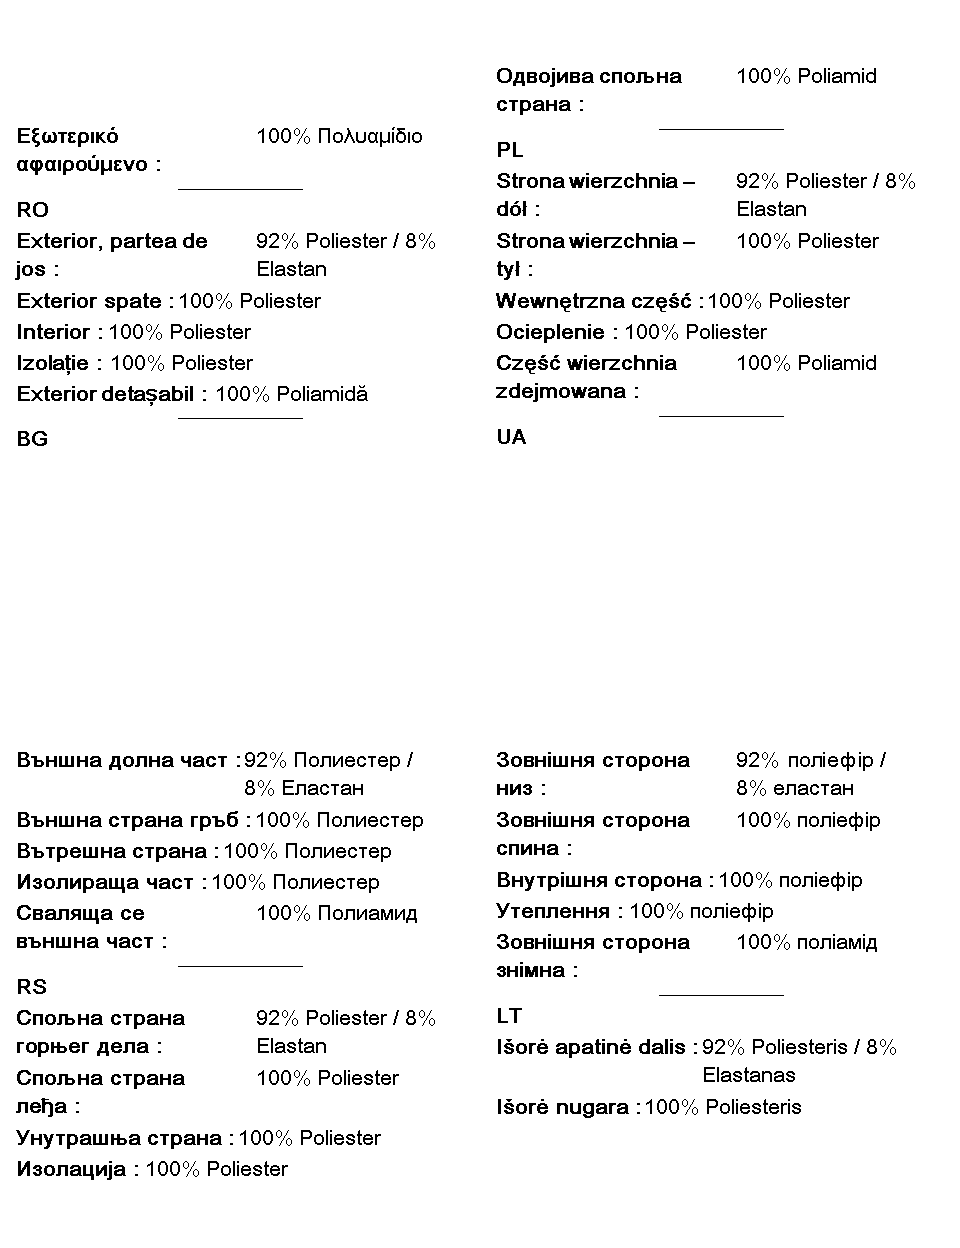 Εξωτερικό 100% Πολυαμίδιο
αφαιρούμενο :
RO
Exterior, partea de 92% Poliester / 8%
jos : Elastan
Exterior spate : 100% Poliester
Interior : 100% Poliester
Izolație : 100% Poliester
Exterior detașabil : 100% Poliamidă
BG
Външна долна част : 92% Полиестер /
8% Еластан
Външна страна гръб : 100% Полиестер
Вътрешна страна : 100% Полиестер
Изолираща част : 100% Полиестер
Сваляща се 100% Полиамид
външна част :
RS
Спољна страна 92% Poliester / 8%
горњег дела : Elastan
Спољна страна 100% Poliester
леђа :
Унутрашња страна : 100% Poliester
Изолација : 100% Poliester
Одвојива спољна 100% Poliamid
страна :
PL
Strona wierzchnia – 92% Poliester / 8%
dół : Elastan
Strona wierzchnia – 100% Poliester
tył :
Wewnętrzna część : 100% Poliester
Ocieplenie : 100% Poliester
Część wierzchnia 100% Poliamid
zdejmowana :
UA
Зовнішня сторона 92% поліефір /
низ : 8% еластан
Зовнішня сторона 100% поліефір
спина :
Внутрішня сторона : 100% поліефір
Утеплення : 100% поліефір
Зовнішня сторона 100% поліамід
знімна :
LT
Išorė apatinė dalis : 92% Poliesteris / 8%
Elastanas
Išorė nugara : 100% Poliesteris